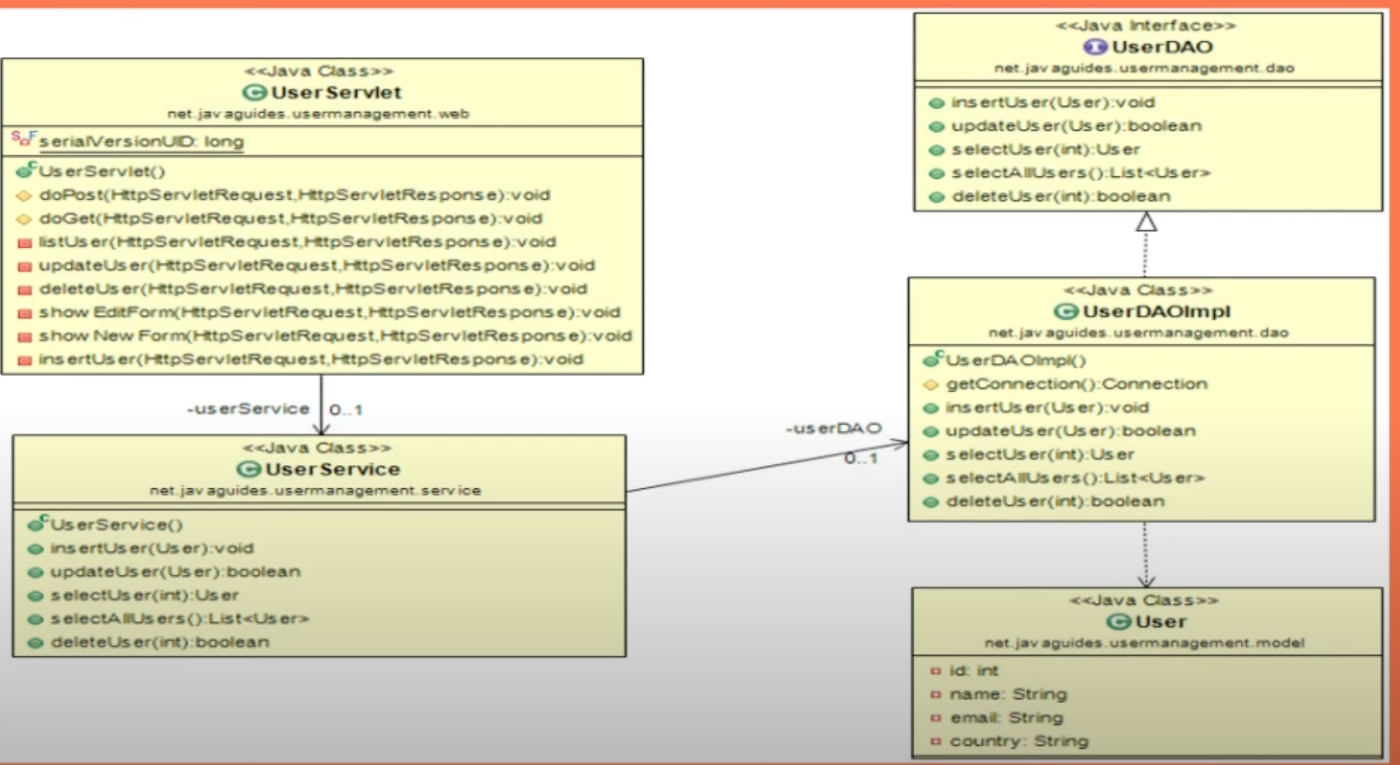 <<Java Class>>
UserServlet
net.javaguides.usermanagement.web
serialVersionUID: long
UserServlet()
doPost(HttpServletRequest,HttpServletResponse):void
doGet(HttpServletRequest,HttpServletResponse):void
listUser(HttpServletRequest,HttpServletResponse):void
updateUser(HttpServletRequest,HttpServletResponse):void
deleteUser(HttpServletRequest,HttpServletResponse):void
showEditForm(HttpServletRequest,HttpServletResponse):void
showNewForm(HttpServletRequest,HttpServletResponse):void
insertUser(HttpServletRequest,HttpServletResponse):void
-userService 0..1
<<Java Class>>
UserService
net.javaguides.usermanagement.service
UserService()
insertUser(User):void
updateUser(User):boolean
selectUser(int):User
selectAllUsers():List<User>
deleteUser(int):boolean
-userDAO
0..1
<<Java Interface>>
UserDAO
net.javaguides.usermanagement.dao
insertUser(User):void
updateUser(User):boolean
selectUser(int):User
selectAllUsers():List<User>
deleteUser(int):boolean
<<Java Class>>
UserDAOImpl
net.javaguides.usermanagement.dao
UserDAOImpl()
getConnection():Connection
insertUser(User):void
updateUser(User):boolean
selectUser(int):User
selectAllUsers():List<User>
deleteUser(int):boolean
<<Java Class>>
User
net.javaguides.usermanagement.model
id: int
name: String
email: String
country: String